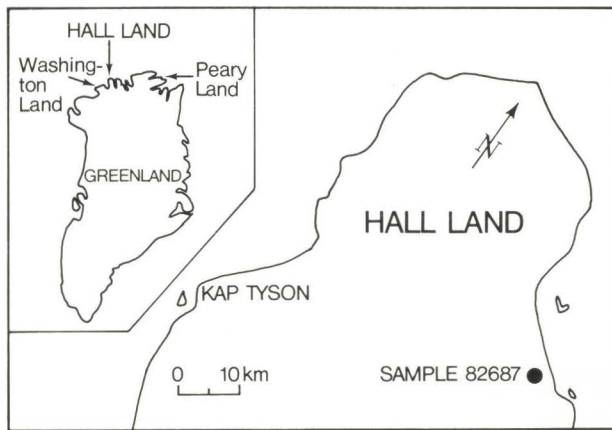 HALL LAND
Washing-
ton
Land
Peary
Land
GREENLAND
N
HALL LAND
KAP TYSON
0 10 km
SAMPLE 82687